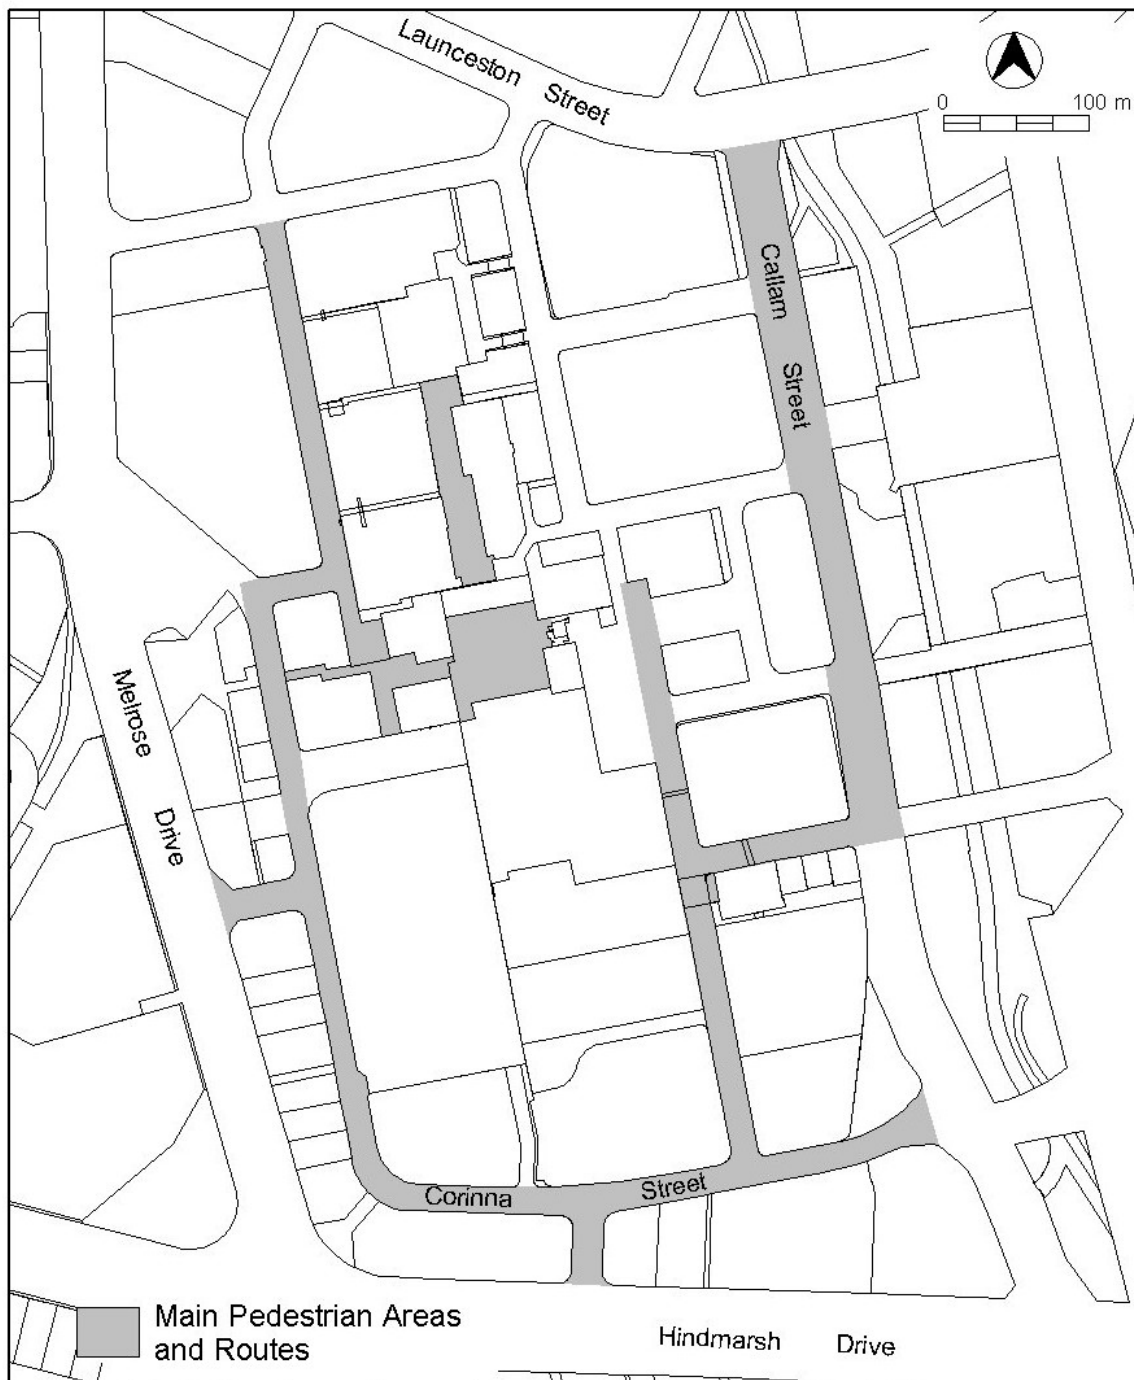 Launceston
Street
0 100 m
Callam
Street
Melrose
Drive
Corinna Street
Main Pedestrian Areas
and Routes
Hindmarsh Drive